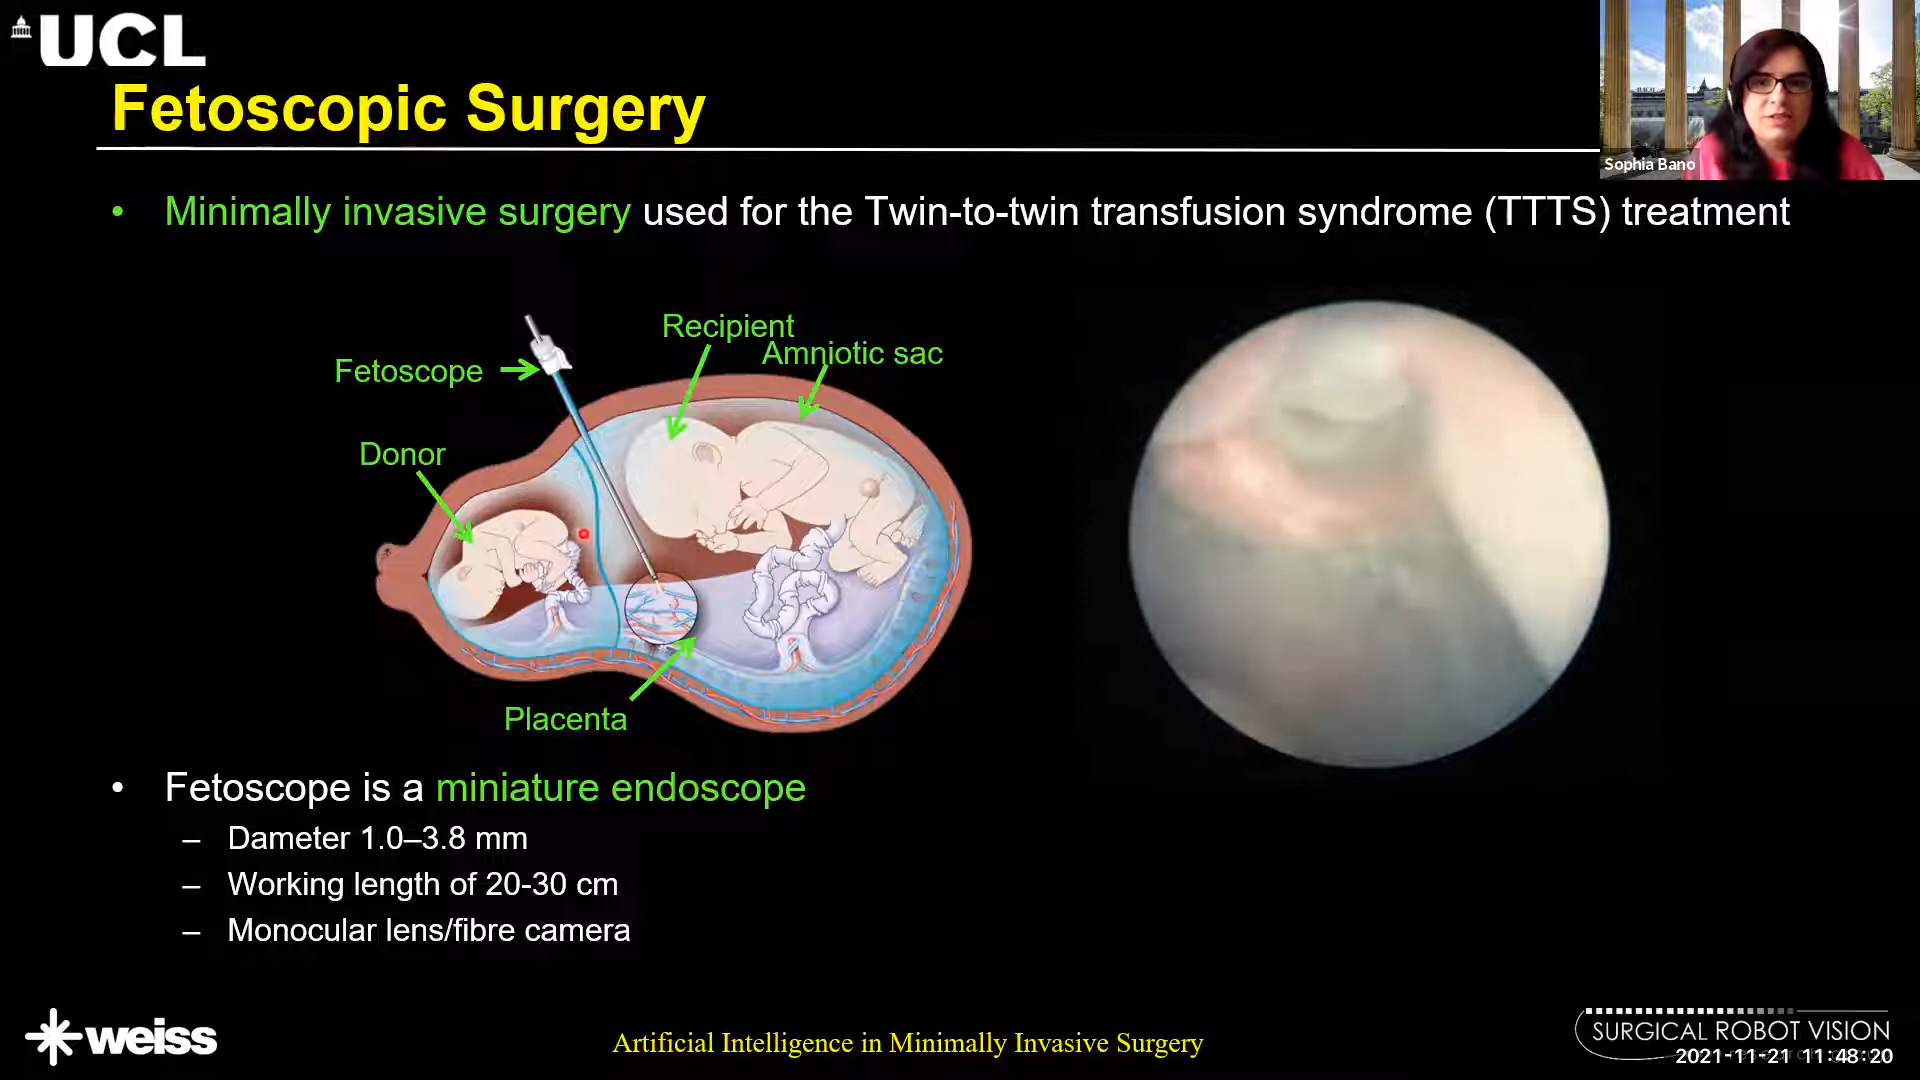 UCL
Fetoscopic Surgery
Sophia Bano
• Minimally invasive surgery used for the Twin-to-twin transfusion syndrome (TTTS) treatment
Recipient
Amniotic sac
Fetoscope
Donor
Placenta
• Fetoscope is a miniature endoscope
– Dameter 1.0–3.8 mm
– Working length of 20-30 cm
– Monocular lens/fibre camera
weiss
Artificial Intelligence in Minimally Invasive Surgery
SURGICAL ROBOT VISION
2021-11-21 11:48:20